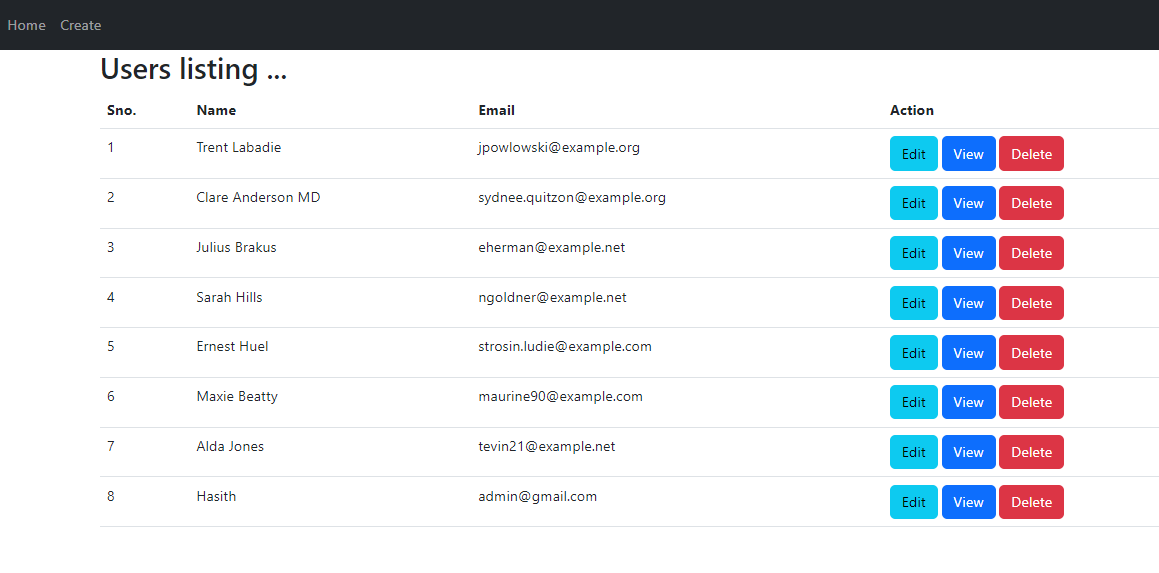 Home Create
Users listing ...
Sno. Name Email Action
1 Trent Labadie jpowlowski@example.org Edit View Delete
2 Clare Anderson MD sydnee.quitzon@example.org Edit View Delete
3 Julius Brakus eherman@example.net Edit View Delete
4 Sarah Hills ngoldner@example.net Edit View Delete
5 Ernest Huel strosin.ludie@example.com Edit View Delete
6 Maxie Beatty maurine90@example.com Edit View Delete
7 Alda Jones tevin21@example.net Edit View Delete
8 Hasith admin@gmail.com Edit View Delete